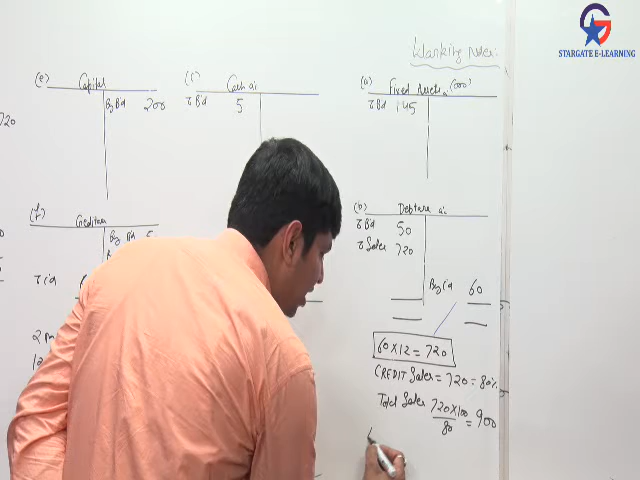 STARGATE E-LEARNING
Working Notes:
(e) Capital
By B/d 200
(c) Cash a/c
To B/d 5
(a) Fixed Assets a/c (000's)
To B/d 145
720
(f) Creditors
By B/d 5
To c/d
(b) Debtors a/c
To B/d 50
To Sales 720
By c/d 60
60 x 12 = 720
CREDIT Sales = 720 = 80%
Total Sales 720 x 100 = 900
80